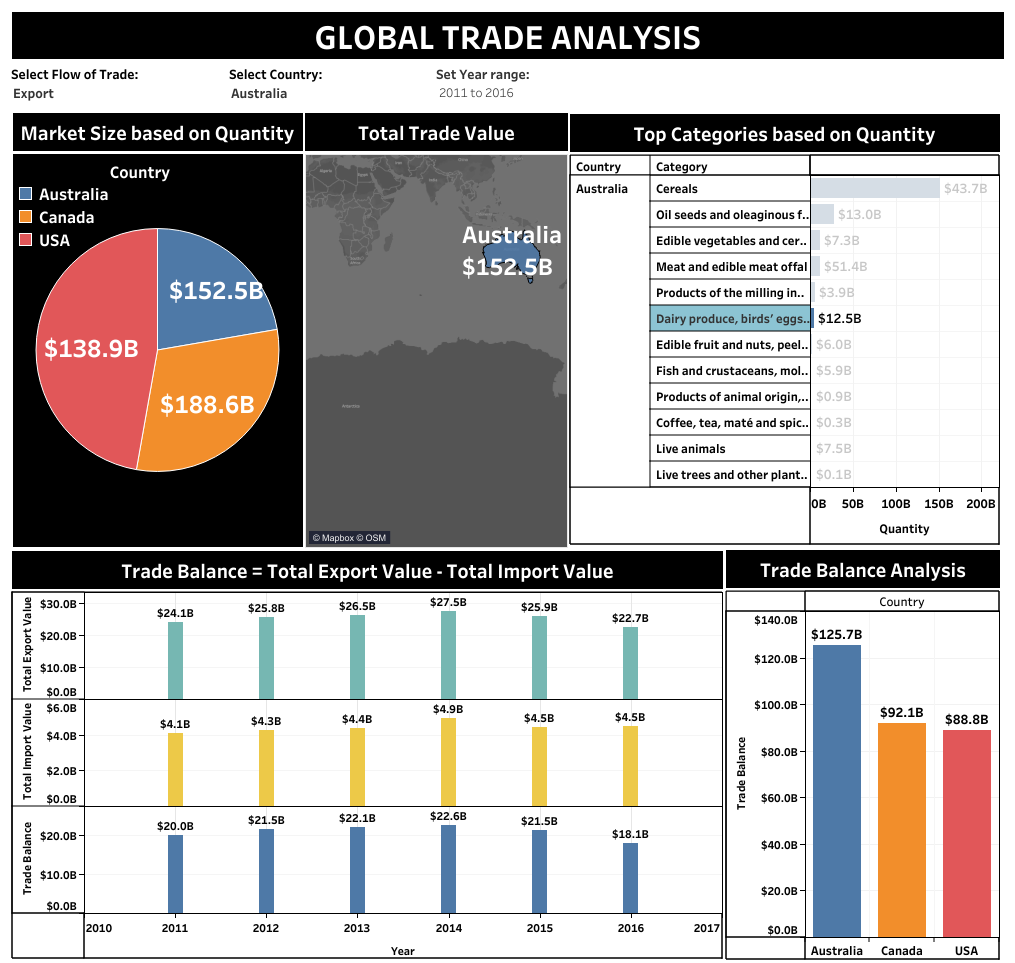 GLOBAL TRADE ANALYSIS
Select Flow of Trade:
Export
Select Country:
Australia
Set Year range:
2011 to 2016
Market Size based on Quantity
Country
Australia
Canada
USA
$152.5B
$138.9B
$188.6B
Total Trade Value
Australia
$152.5B
© Mapbox © OSM
Top Categories based on Quantity
Country Category
Australia Cereals $43.7B
Oil seeds and oleaginous f.. $13.0B
Edible vegetables and cer.. $7.3B
Meat and edible meat offal $51.4B
Products of the milling in.. $3.9B
Dairy produce, birds’ eggs.. $12.5B
Edible fruit and nuts, peel.. $6.0B
Fish and crustaceans, mol.. $5.9B
Products of animal origin,.. $0.9B
Coffee, tea, maté and spic.. $0.3B
Live animals $7.5B
Live trees and other plant.. $0.1B
0B 50B 100B 150B 200B
Quantity
Trade Balance = Total Export Value - Total Import Value
Total Export Value
$30.0B
$20.0B
$10.0B
$0.0B
$24.1B $25.8B $26.5B $27.5B $25.9B $22.7B
Total Import Value
$6.0B
$4.0B
$2.0B
$0.0B
$4.1B $4.3B $4.4B $4.9B $4.5B $4.5B
Trade Balance
$20.0B
$10.0B
$0.0B
$20.0B $21.5B $22.1B $22.6B $21.5B $18.1B
2010 2011 2012 2013 2014 2015 2016 2017
Year
Trade Balance Analysis
Country
Trade Balance
$140.0B
$120.0B
$100.0B
$80.0B
$60.0B
$40.0B
$20.0B
$0.0B
$125.7B
$92.1B
$88.8B
Australia Canada USA